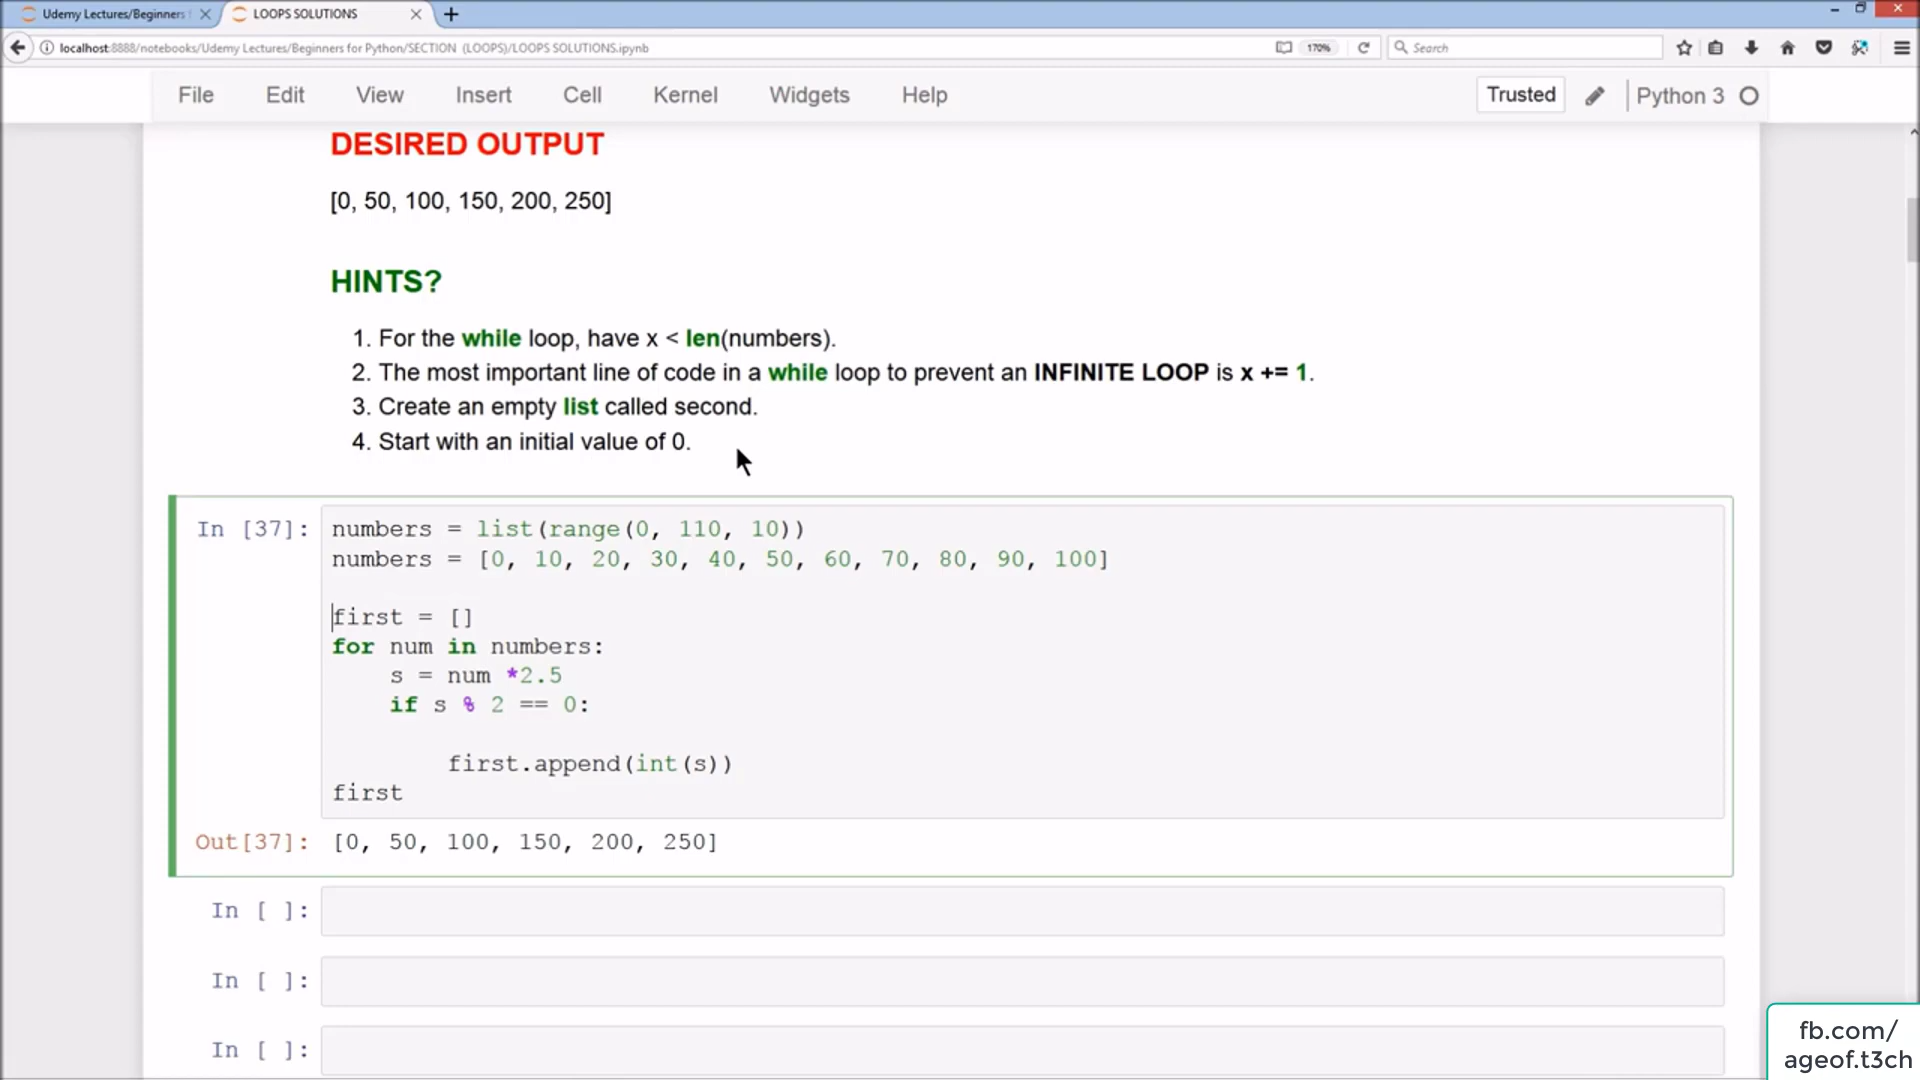 Udemy Lectures/Beginners
LOOPS SOLUTIONS
localhost:8888/notebooks/Udemy Lectures/Beginners for Python/SECTION (LOOPS)/LOOPS SOLUTIONS.ipynb
170%
Search
File Edit View Insert Cell Kernel Widgets Help Trusted Python 3
DESIRED OUTPUT
[0, 50, 100, 150, 200, 250]
HINTS?
1. For the while loop, have x < len(numbers).
2. The most important line of code in a while loop to prevent an INFINITE LOOP is x += 1.
3. Create an empty list called second.
4. Start with an initial value of 0.
In [37]: numbers = list(range(0, 110, 10))
numbers = [0, 10, 20, 30, 40, 50, 60, 70, 80, 90, 100]
first = []
for num in numbers:
    s = num *2.5
    if s % 2 == 0:
        first.append(int(s))
first
Out[37]: [0, 50, 100, 150, 200, 250]
In [ ]:
In [ ]:
In [ ]:
fb.com/
ageof.t3ch